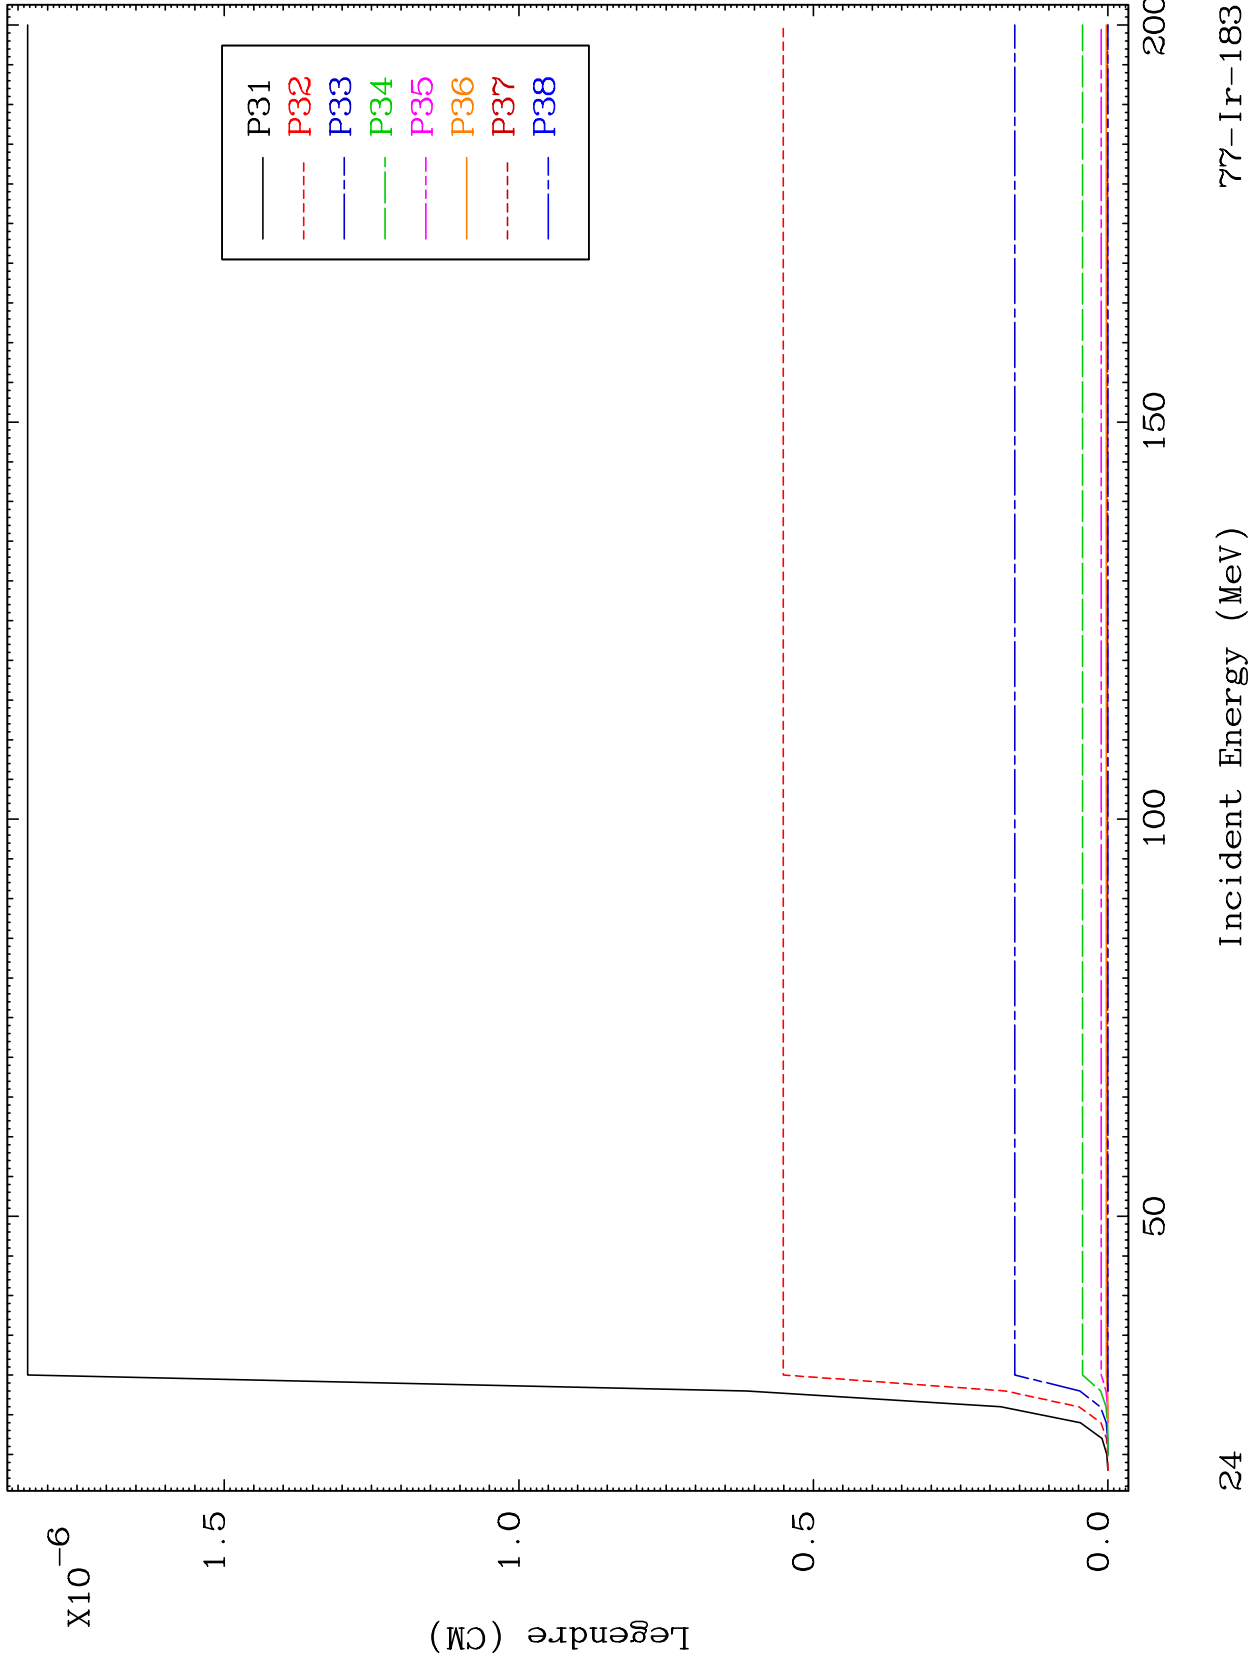 X10⁻⁶
1.5
1.0
0.5
0.0
Legendre (CM)
P31
P32
P33
P34
P35
P36
P37
P38
50
100
150
200
Incident Energy (MeV)
24
77-Ir-183